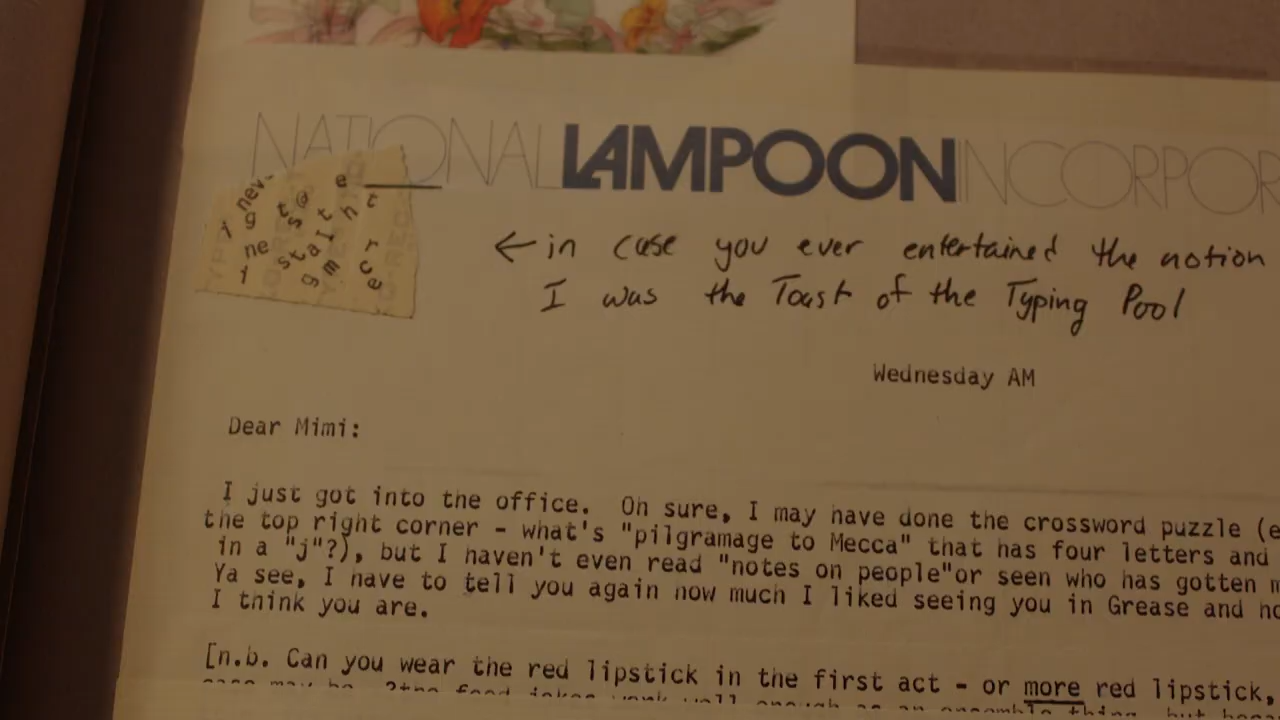 NATIONAL LAMPOON INCORPOR
← in case you ever entertained the notion
I was the Toast of the Typing Pool
Wednesday AM
Dear Mimi:
I just got into the office. Oh sure, I may have done the crossword puzzle (e
the top right corner - what's "pilgramage to Mecca" that has four letters and
in a "j"?), but I haven't even read "notes on people"or seen who has gotten m
Ya see, I have to tell you again now much I liked seeing you in Grease and ho
I think you are.
[n.b. Can you wear the red lipstick in the first act - or more red lipstick,